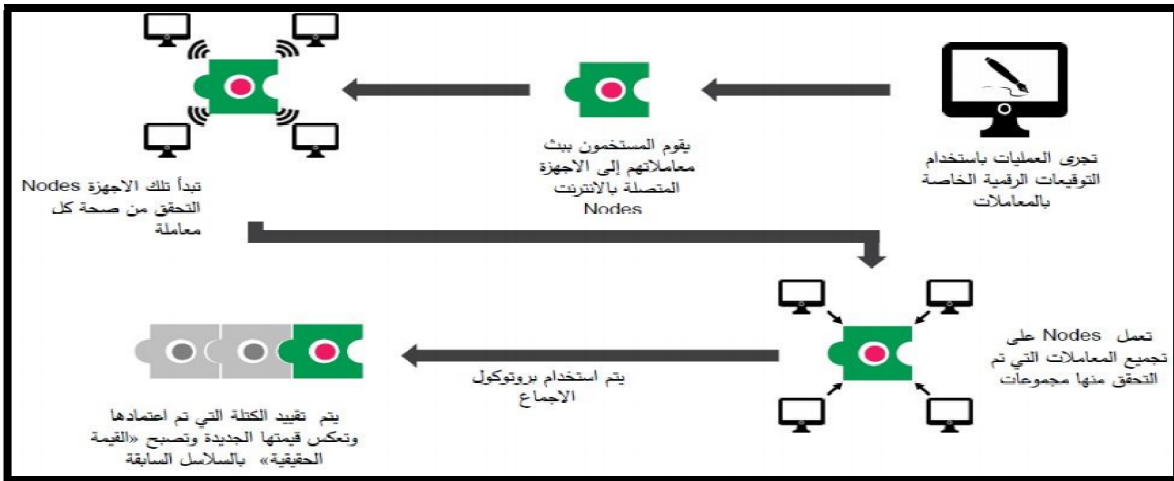 تجرى العمليات باستخدام
التوقيعات الرقمية الخاصة
بالمعاملات
يقوم المستخمون ببث
معاملاتهم إلى الاجهزة
المتصلة بالانترنت
Nodes
تبدأ تلك الاجهزة Nodes
التحقق من صحة كل
معاملة
تعمل Nodes على
تجميع المعاملات التي تم
التحقق منها مجموعات
يتم استخدام بروتوكول
الاجماع
يتم تقييد الكتلة التي تم اعتمادها
وتعكس قيمتها الجديدة وتصبح «القيمة
الحقيقية» بالسلاسل السابقة